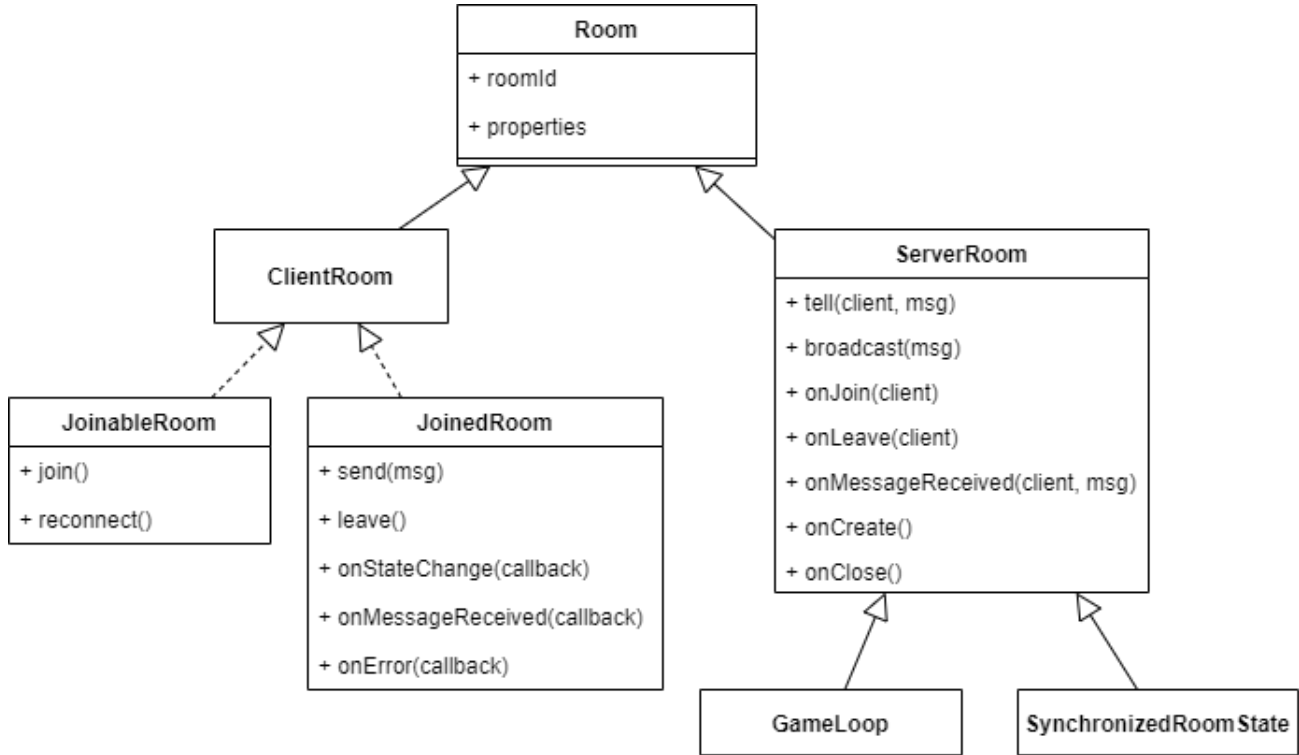 Room
+ roomId
+ properties
ClientRoom
ServerRoom
+ tell(client, msg)
+ broadcast(msg)
+ onJoin(client)
+ onLeave(client)
+ onMessageReceived(client, msg)
+ onCreate()
+ onClose()
JoinableRoom
+ join()
+ reconnect()
JoinedRoom
+ send(msg)
+ leave()
+ onStateChange(callback)
+ onMessageReceived(callback)
+ onError(callback)
GameLoop
SynchronizedRoomState